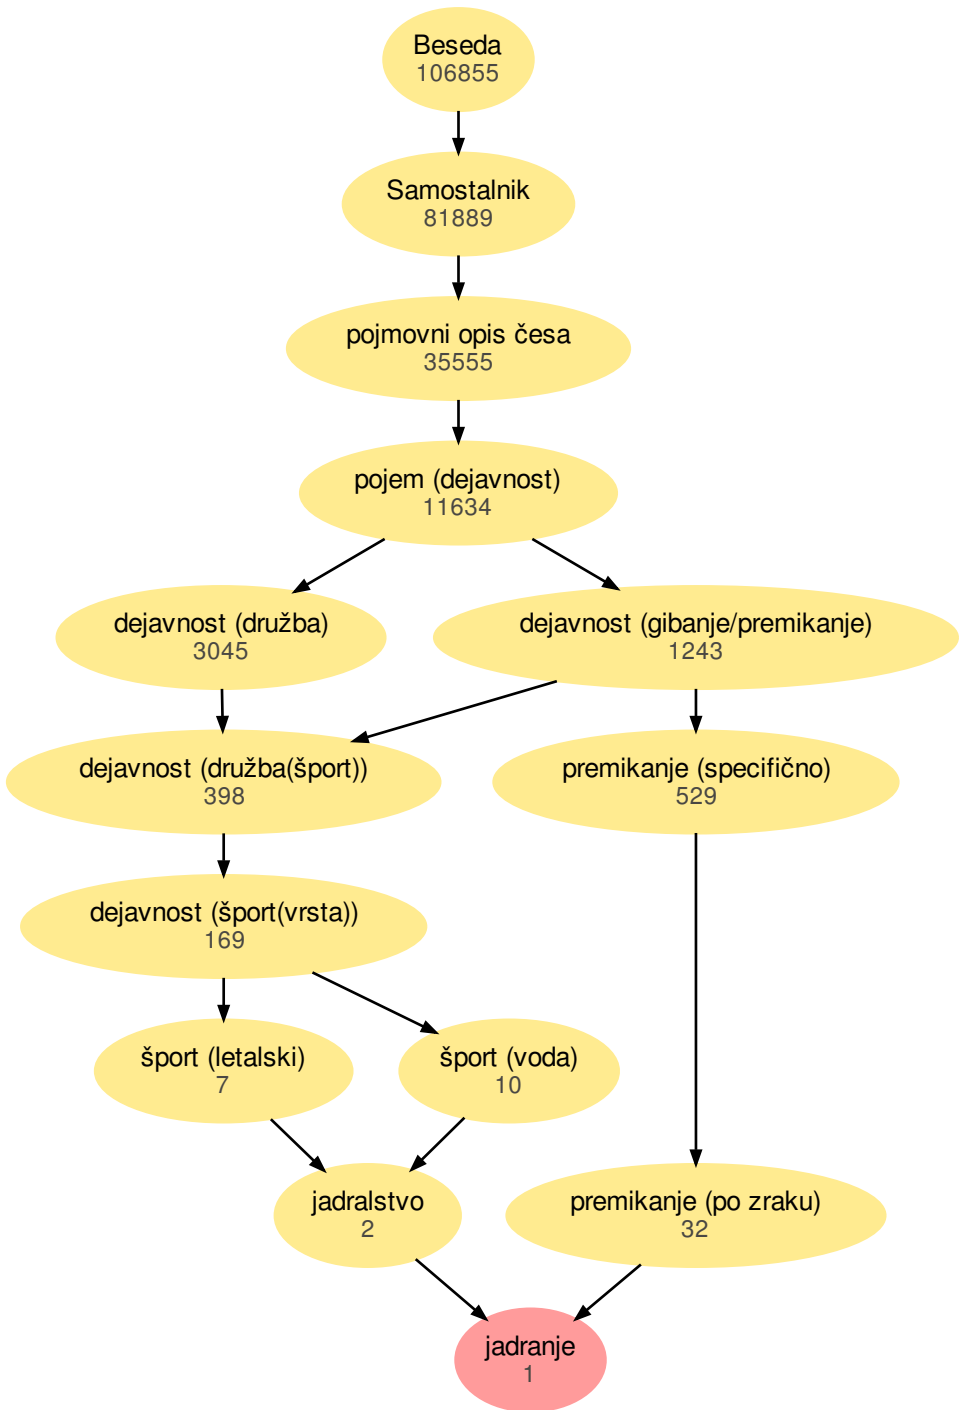 Beseda
106855
Samostalnik
81889
pojmovni opis česa
35555
pojem (dejavnost)
11634
dejavnost (družba)
3045
dejavnost (gibanje/premikanje)
1243
dejavnost (družba(šport))
398
premikanje (specifično)
529
dejavnost (šport(vrsta))
169
šport (letalski)
7
šport (voda)
10
jadralstvo
2
premikanje (po zraku)
32
jadranje
1